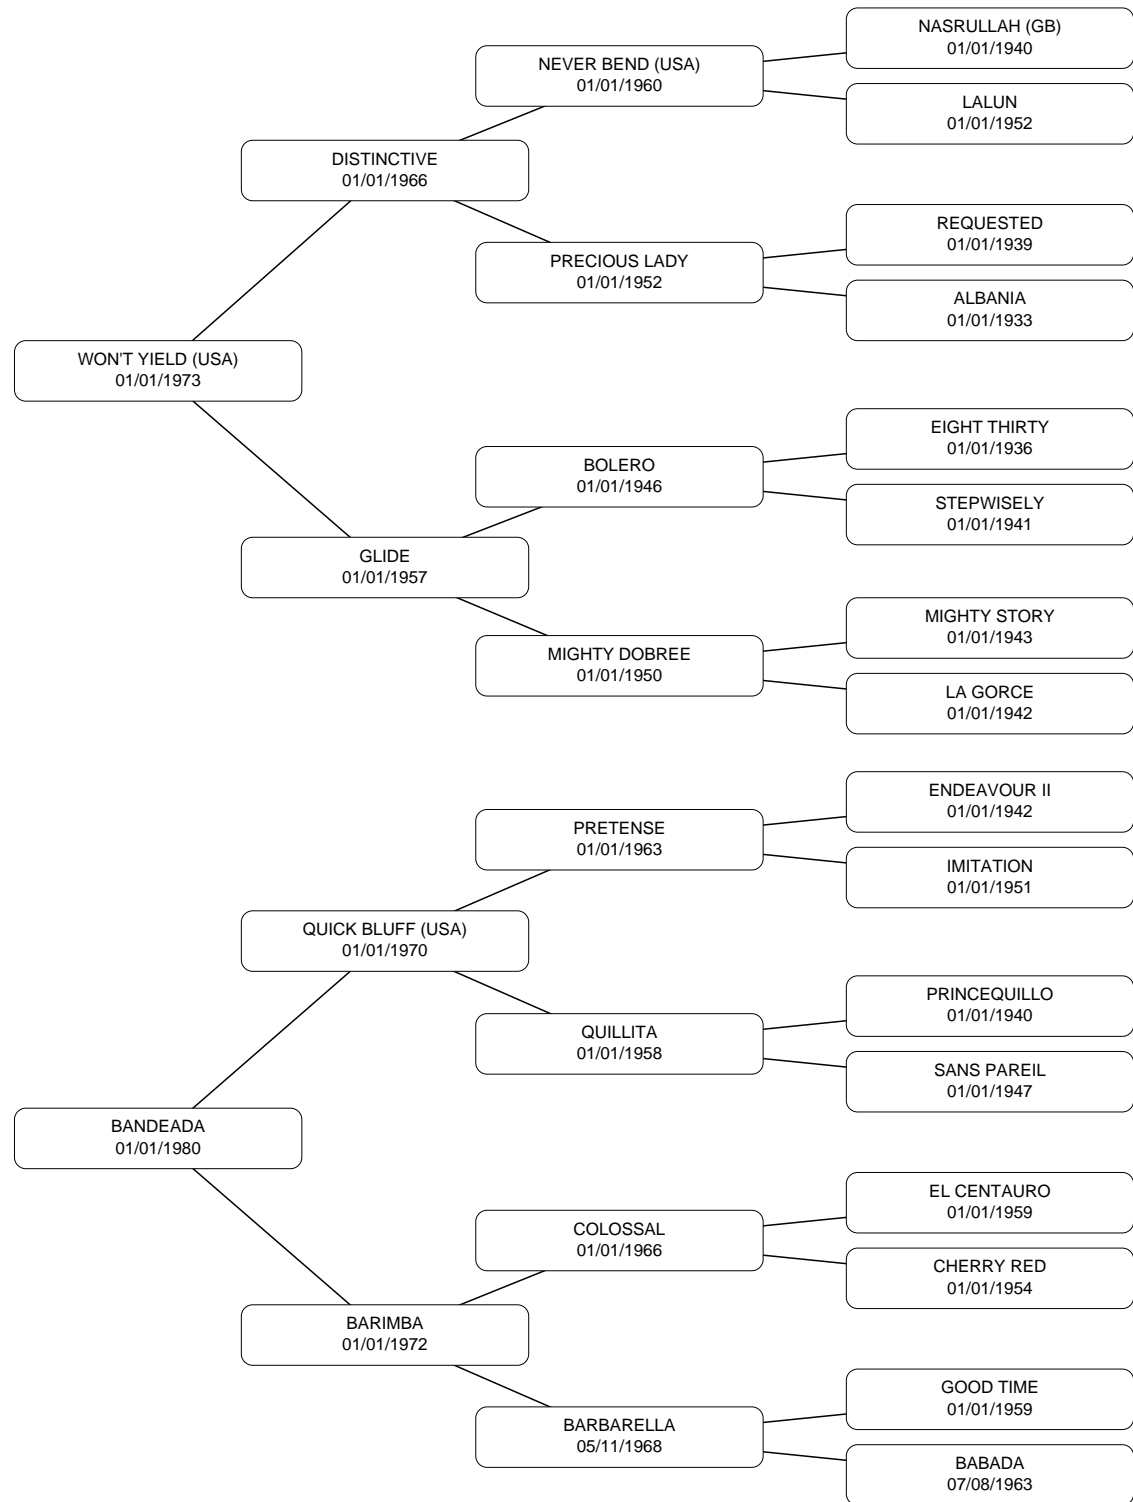 NASRULLAH (GB)
01/01/1940
NEVER BEND (USA)
01/01/1960
LALUN
01/01/1952
DISTINCTIVE
01/01/1966
REQUESTED
01/01/1939
PRECIOUS LADY
01/01/1952
ALBANIA
01/01/1933
WON'T YIELD (USA)
01/01/1973
EIGHT THIRTY
01/01/1936
BOLERO
01/01/1946
STEPWISELY
01/01/1941
GLIDE
01/01/1957
MIGHTY STORY
01/01/1943
MIGHTY DOBREE
01/01/1950
LA GORCE
01/01/1942
ENDEAVOUR II
01/01/1942
PRETENSE
01/01/1963
IMITATION
01/01/1951
QUICK BLUFF (USA)
01/01/1970
PRINCEQUILLO
01/01/1940
QUILLITA
01/01/1958
SANS PAREIL
01/01/1947
BANDEADA
01/01/1980
EL CENTAURO
01/01/1959
COLOSSAL
01/01/1966
CHERRY RED
01/01/1954
BARIMBA
01/01/1972
GOOD TIME
01/01/1959
BARBARELLA
05/11/1968
BABADA
07/08/1963